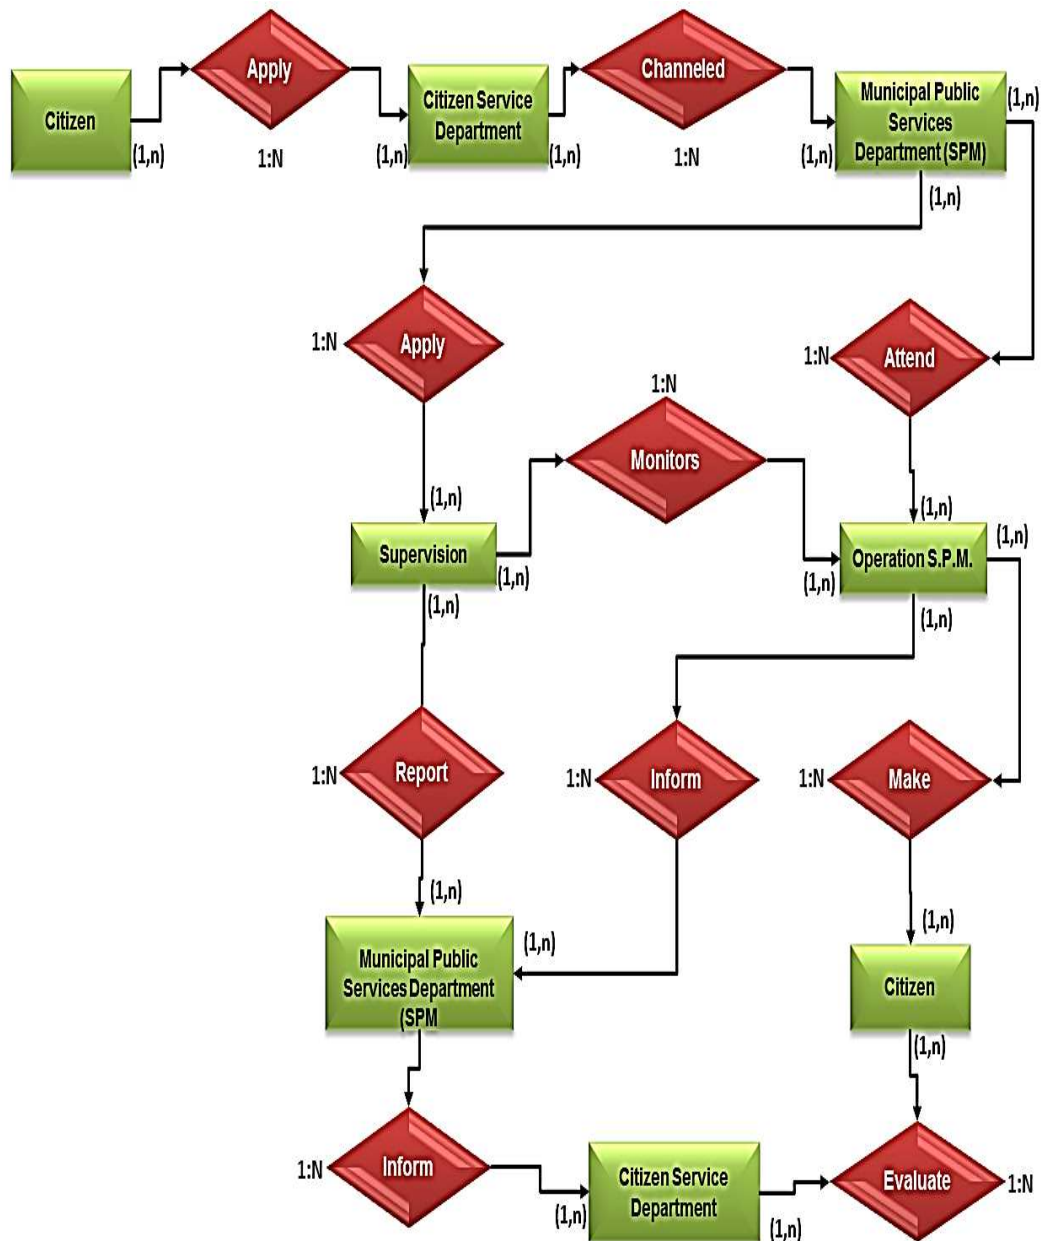 Citizen
(1,n)
Apply
1:N
(1,n)
Citizen Service
Department
(1,n)
Channeled
1:N
(1,n)
Municipal Public
Services
Department (SPM)
(1,n)
(1,n)
1:N
Apply
1:N
Attend
1:N
Monitors
(1,n)
Supervision
(1,n)
(1,n)
(1,n)
(1,n)
Operation S.P.M.
(1,n)
(1,n)
1:N
Report
1:N
Inform
1:N
Make
(1,n)
Municipal Public
Services Department
(SPM
(1,n)
(1,n)
Citizen
(1,n)
1:N
Inform
(1,n)
Citizen Service
Department
(1,n)
Evaluate
1:N